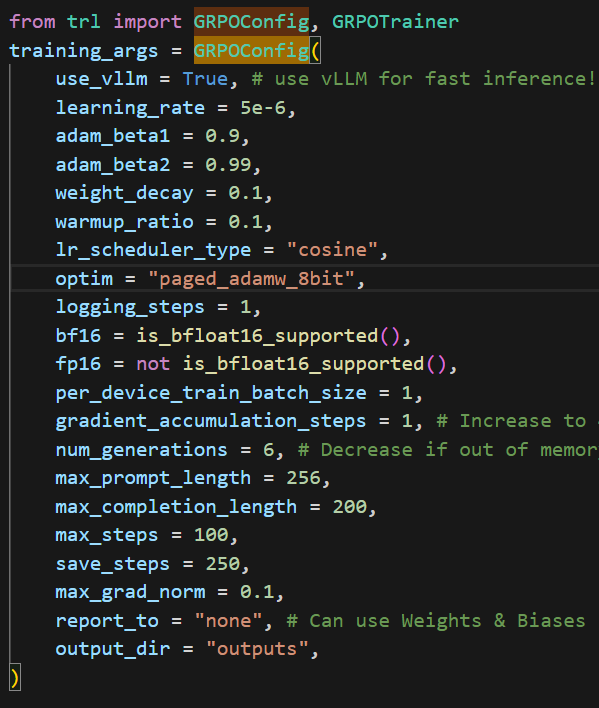 from trl import GRPOConfig, GRPOTrainer
training_args = GRPOConfig(
    use_vllm = True, # use vLLM for fast inference!
    learning_rate = 5e-6,
    adam_beta1 = 0.9,
    adam_beta2 = 0.99,
    weight_decay = 0.1,
    warmup_ratio = 0.1,
    lr_scheduler_type = "cosine",
    optim = "paged_adamw_8bit",
    logging_steps = 1,
    bf16 = is_bfloat16_supported(),
    fp16 = not is_bfloat16_supported(),
    per_device_train_batch_size = 1,
    gradient_accumulation_steps = 1, # Increase to
    num_generations = 6, # Decrease if out of memor
    max_prompt_length = 256,
    max_completion_length = 200,
    max_steps = 100,
    save_steps = 250,
    max_grad_norm = 0.1,
    report_to = "none", # Can use Weights & Biases
    output_dir = "outputs",
)